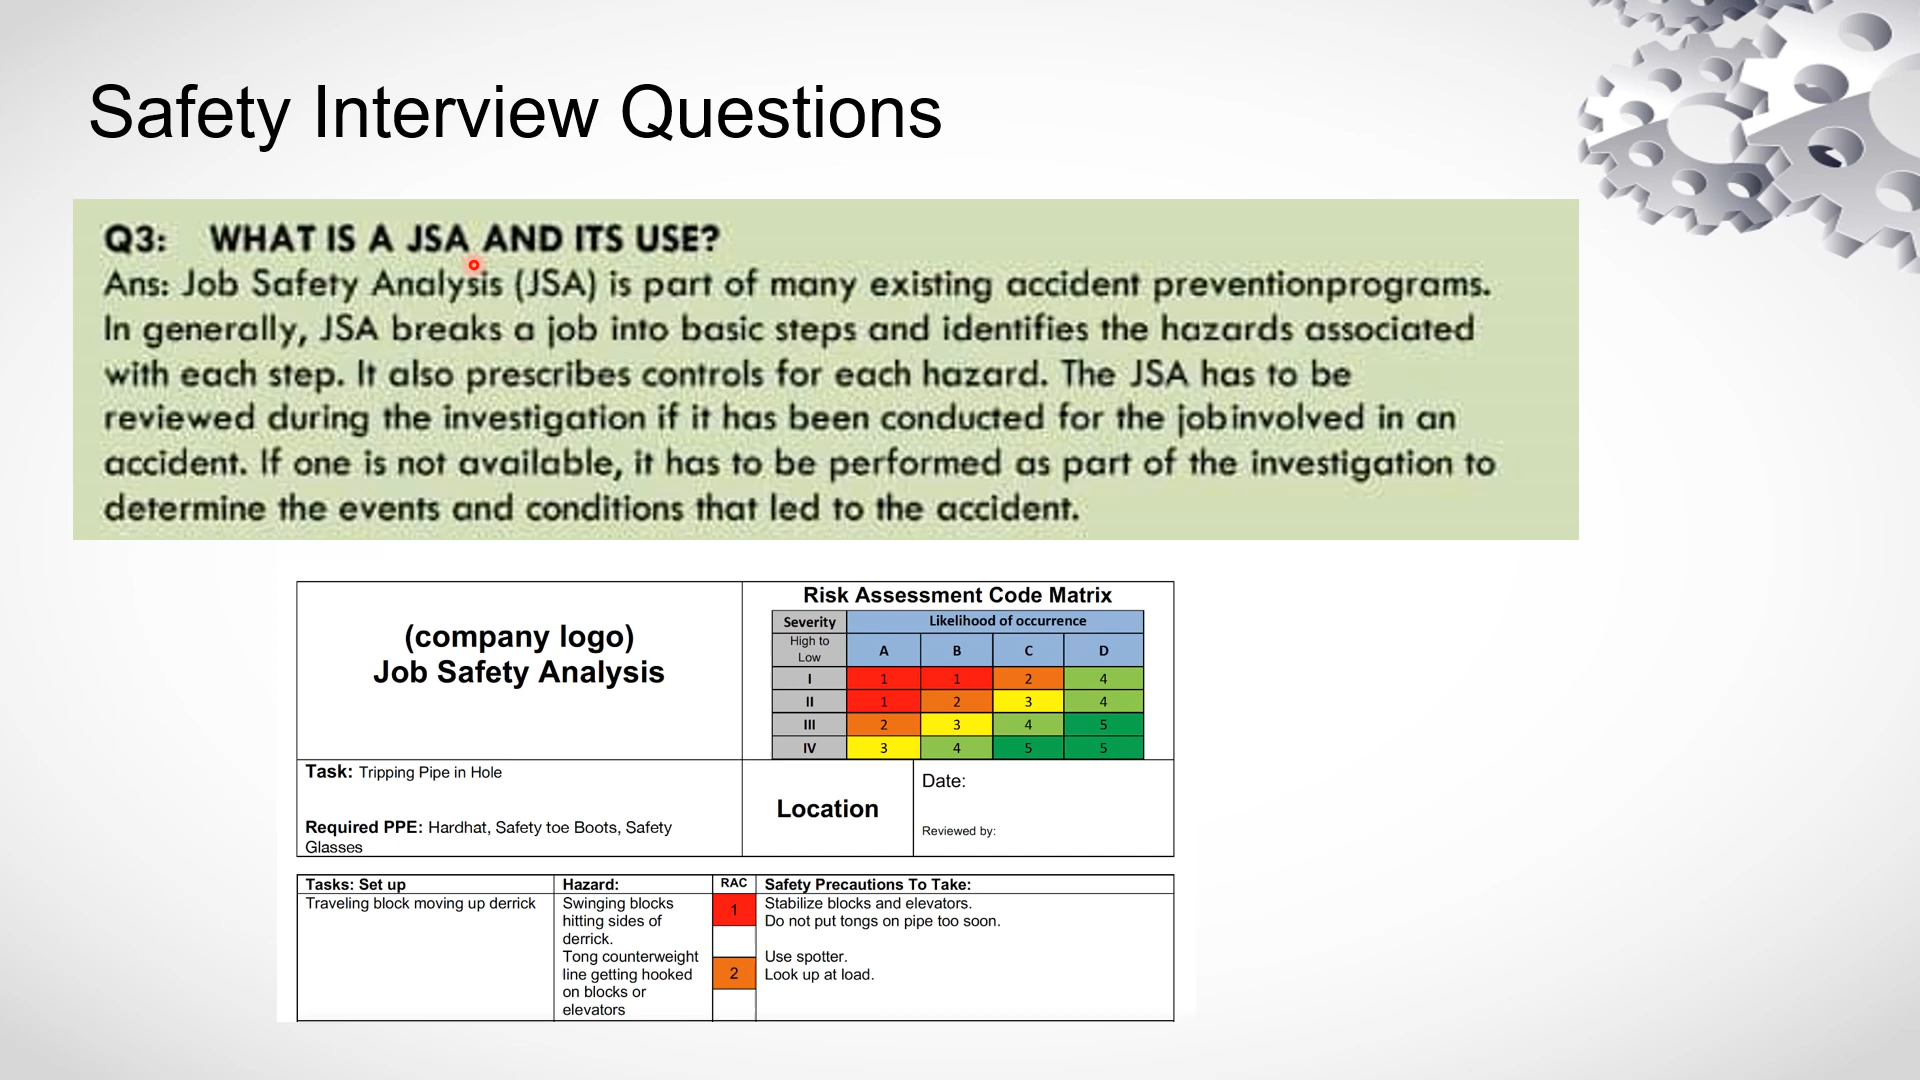 Safety Interview Questions
Q3: WHAT IS A JSA AND ITS USE?
Ans: Job Safety Analysis (JSA) is part of many existing accident preventionprograms.
In generally, JSA breaks a job into basic steps and identifies the hazards associated
with each step. It also prescribes controls for each hazard. The JSA has to be
reviewed during the investigation if it has been conducted for the jobinvolved in an
accident. If one is not available, it has to be performed as part of the investigation to
determine the events and conditions that led to the accident.
(company logo)
Job Safety Analysis
Risk Assessment Code Matrix
Severity Likelihood of occurrence
High to
Low A B C D
I 1 1 2 4
II 1 2 3 4
III 2 3 4 5
IV 3 4 5 5
Task: Tripping Pipe in Hole
Required PPE: Hardhat, Safety toe Boots, Safety
Glasses
Location
Date:
Reviewed by:
Tasks: Set up Hazard: RAC Safety Precautions To Take:
Traveling block moving up derrick
Swinging blocks
hitting sides of
derrick.
1
Stabilize blocks and elevators.
Do not put tongs on pipe too soon.
Tong counterweight
line getting hooked
on blocks or
elevators
2
Use spotter.
Look up at load.